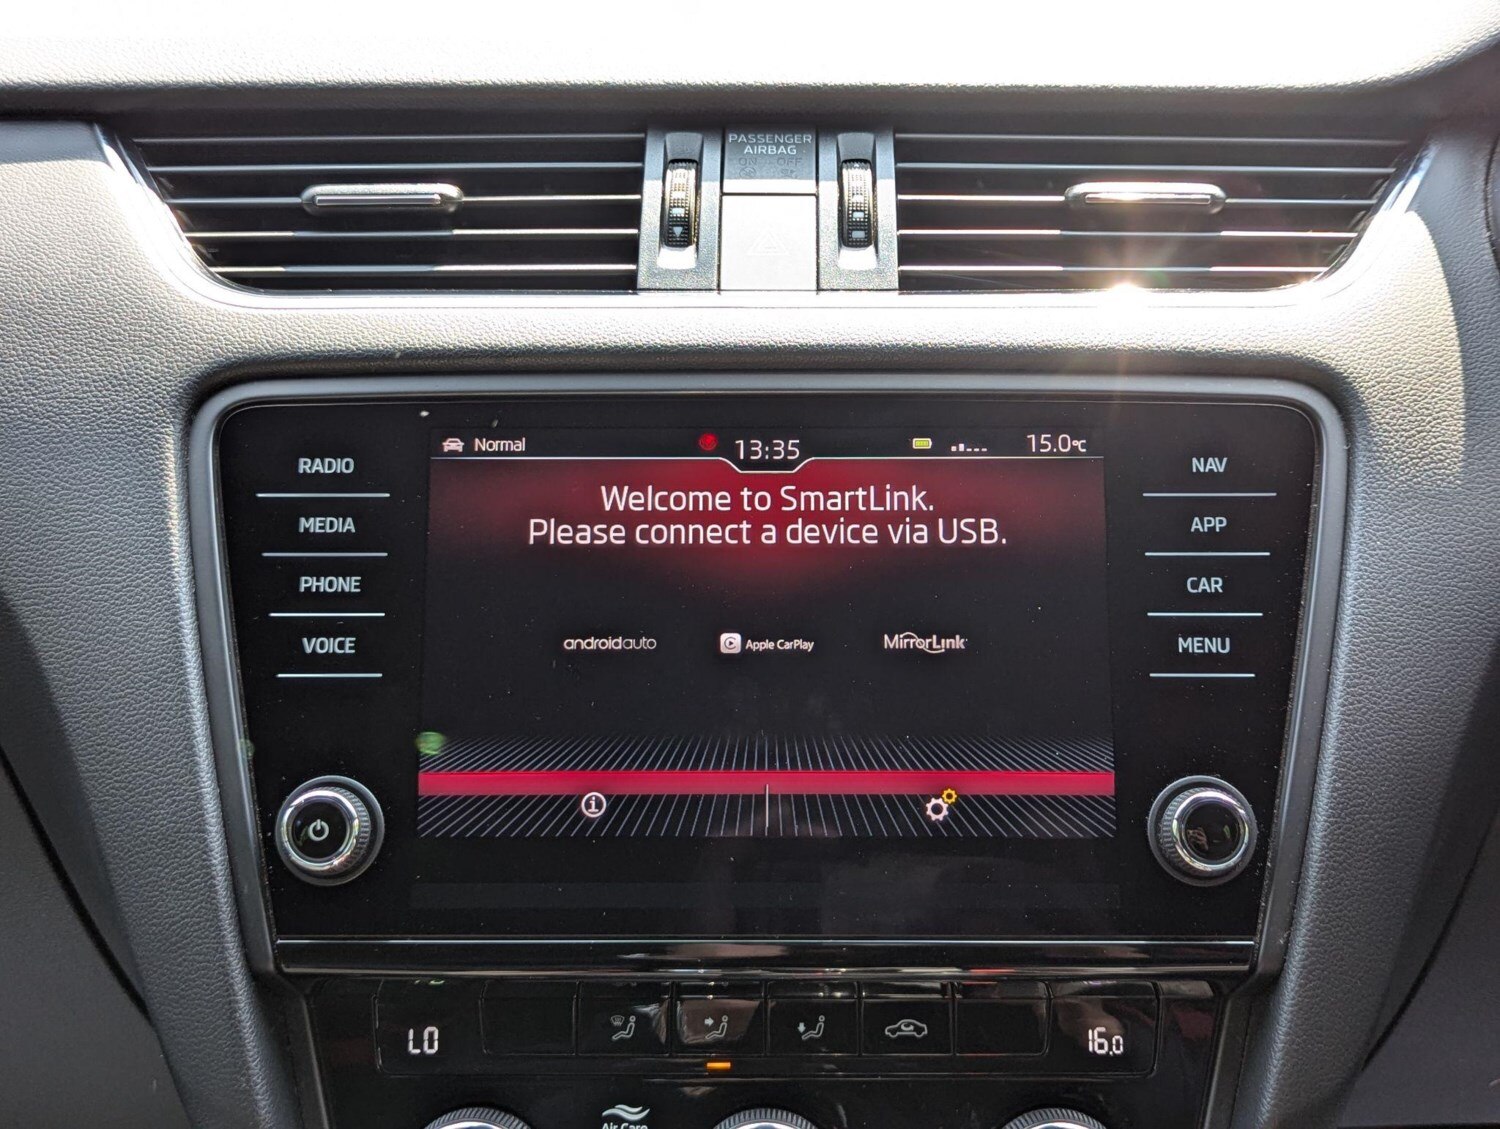 PASSENGER
AIRBAG
ON OFF
Normal 13:35 15.0°C
RADIO
MEDIA
PHONE
VOICE
Welcome to SmartLink.
Please connect a device via USB.
androidauto Apple CarPlay MirrorLink
NAV
APP
CAR
MENU
LO 16.0
Air Care